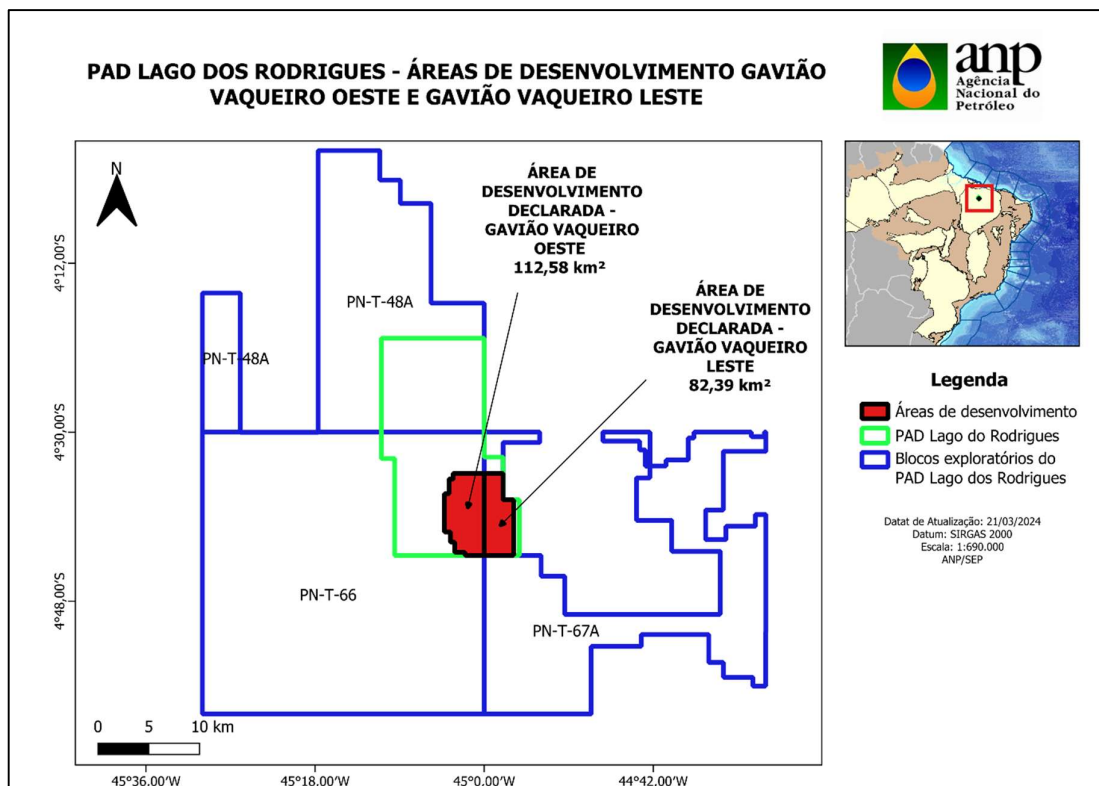 PAD LAGO DOS RODRIGUES - ÁREAS DE DESENVOLVIMENTO GAVIÃO
VAQUEIRO OESTE E GAVIÃO VAQUEIRO LESTE
anp
Agência
Nacional do
Petróleo
N
ÁREA DE
DESENVOLVIMENTO
DECLARADA -
GAVIÃO VAQUEIRO
OESTE
112,58 km²
ÁREA DE
DESENVOLVIMENTO
DECLARADA -
GAVIÃO VAQUEIRO
LESTE
82,39 km²
PN-T-48A
PN-T-48A
PN-T-66
PN-T-67A
4°12,00'S
4°30,00'S
4°48,00'S
0 5 10 km
45°36,00'W
45°18,00'W
45°0,00'W
44°42,00'W
Legenda
Áreas de desenvolvimento
PAD Lago do Rodrigues
Blocos exploratórios do
PAD Lago dos Rodrigues
Datat de Atualização: 21/03/2024
Datum: SIRGAS 2000
Escala: 1:690.000
ANP/SEP